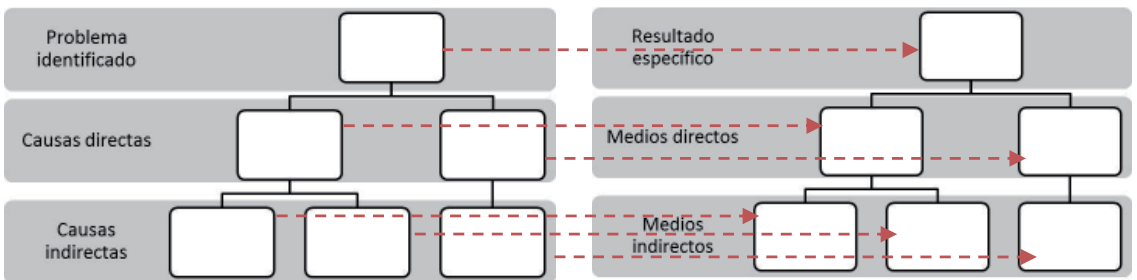 Problema
identificado
Causas directas
Causas
indirectas
Resultado
específico
Medios directos
Medios
indirectos